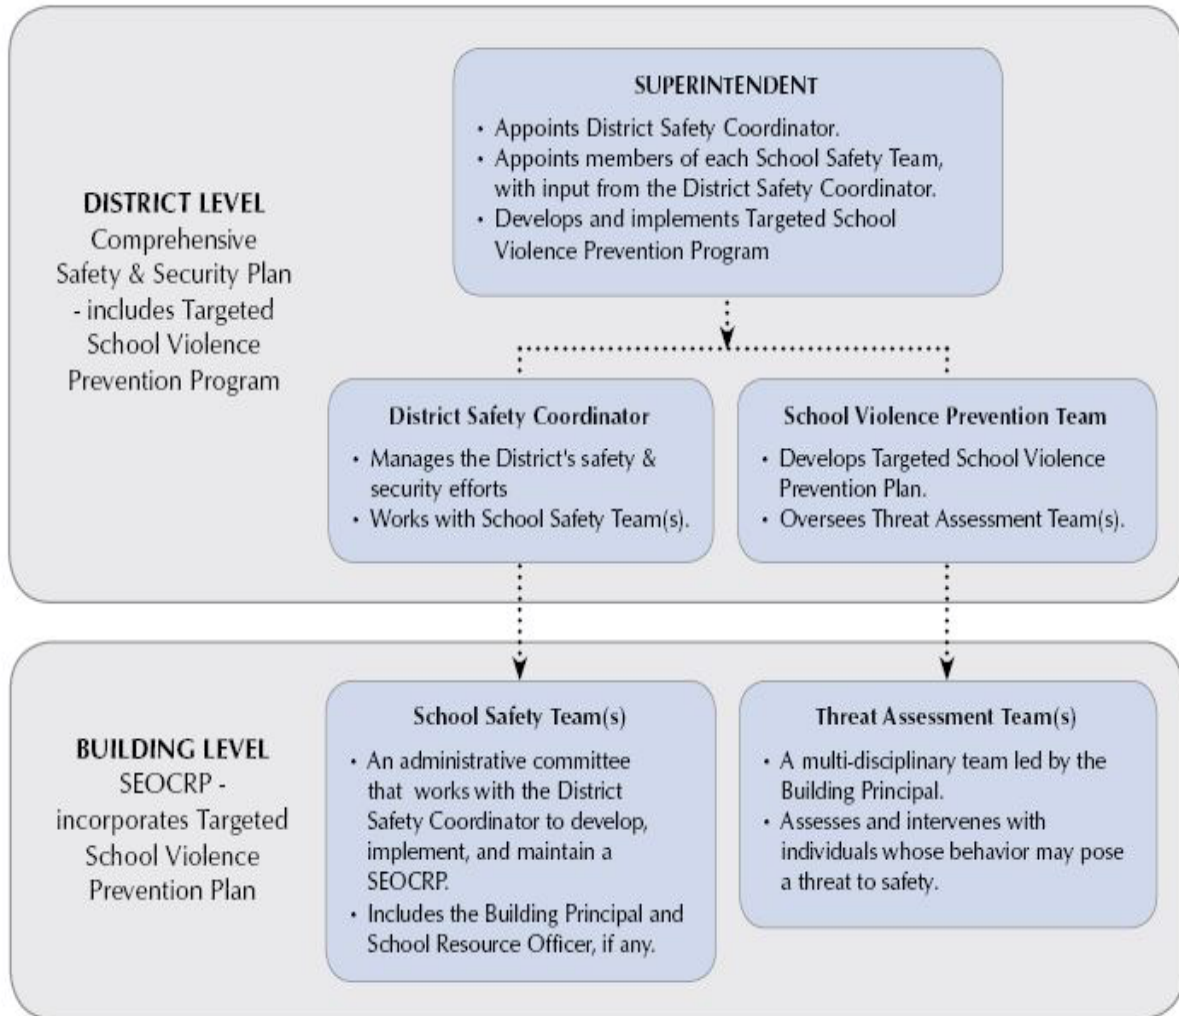 SUPERINTENDENT
• Appoints District Safety Coordinator.
• Appoints members of each School Safety Team,
with input from the District Safety Coordinator.
• Develops and implements Targeted School
Violence Prevention Program
DISTRICT LEVEL
Comprehensive
Safety & Security Plan
- includes Targeted
School Violence
Prevention Program
District Safety Coordinator
• Manages the District's safety &
security efforts
• Works with School Safety Team(s).
School Violence Prevention Team
• Develops Targeted School Violence
Prevention Plan.
• Oversees Threat Assessment Team(s).
BUILDING LEVEL
SEOCRP -
incorporates Targeted
School Violence
Prevention Plan
School Safety Team(s)
• An administrative committee
that works with the District
Safety Coordinator to develop,
implement, and maintain a
SEOCRP.
• Includes the Building Principal and
School Resource Officer, if any.
Threat Assessment Team(s)
• A multi-disciplinary team led by the
Building Principal.
• Assesses and intervenes with
individuals whose behavior may pose
a threat to safety.